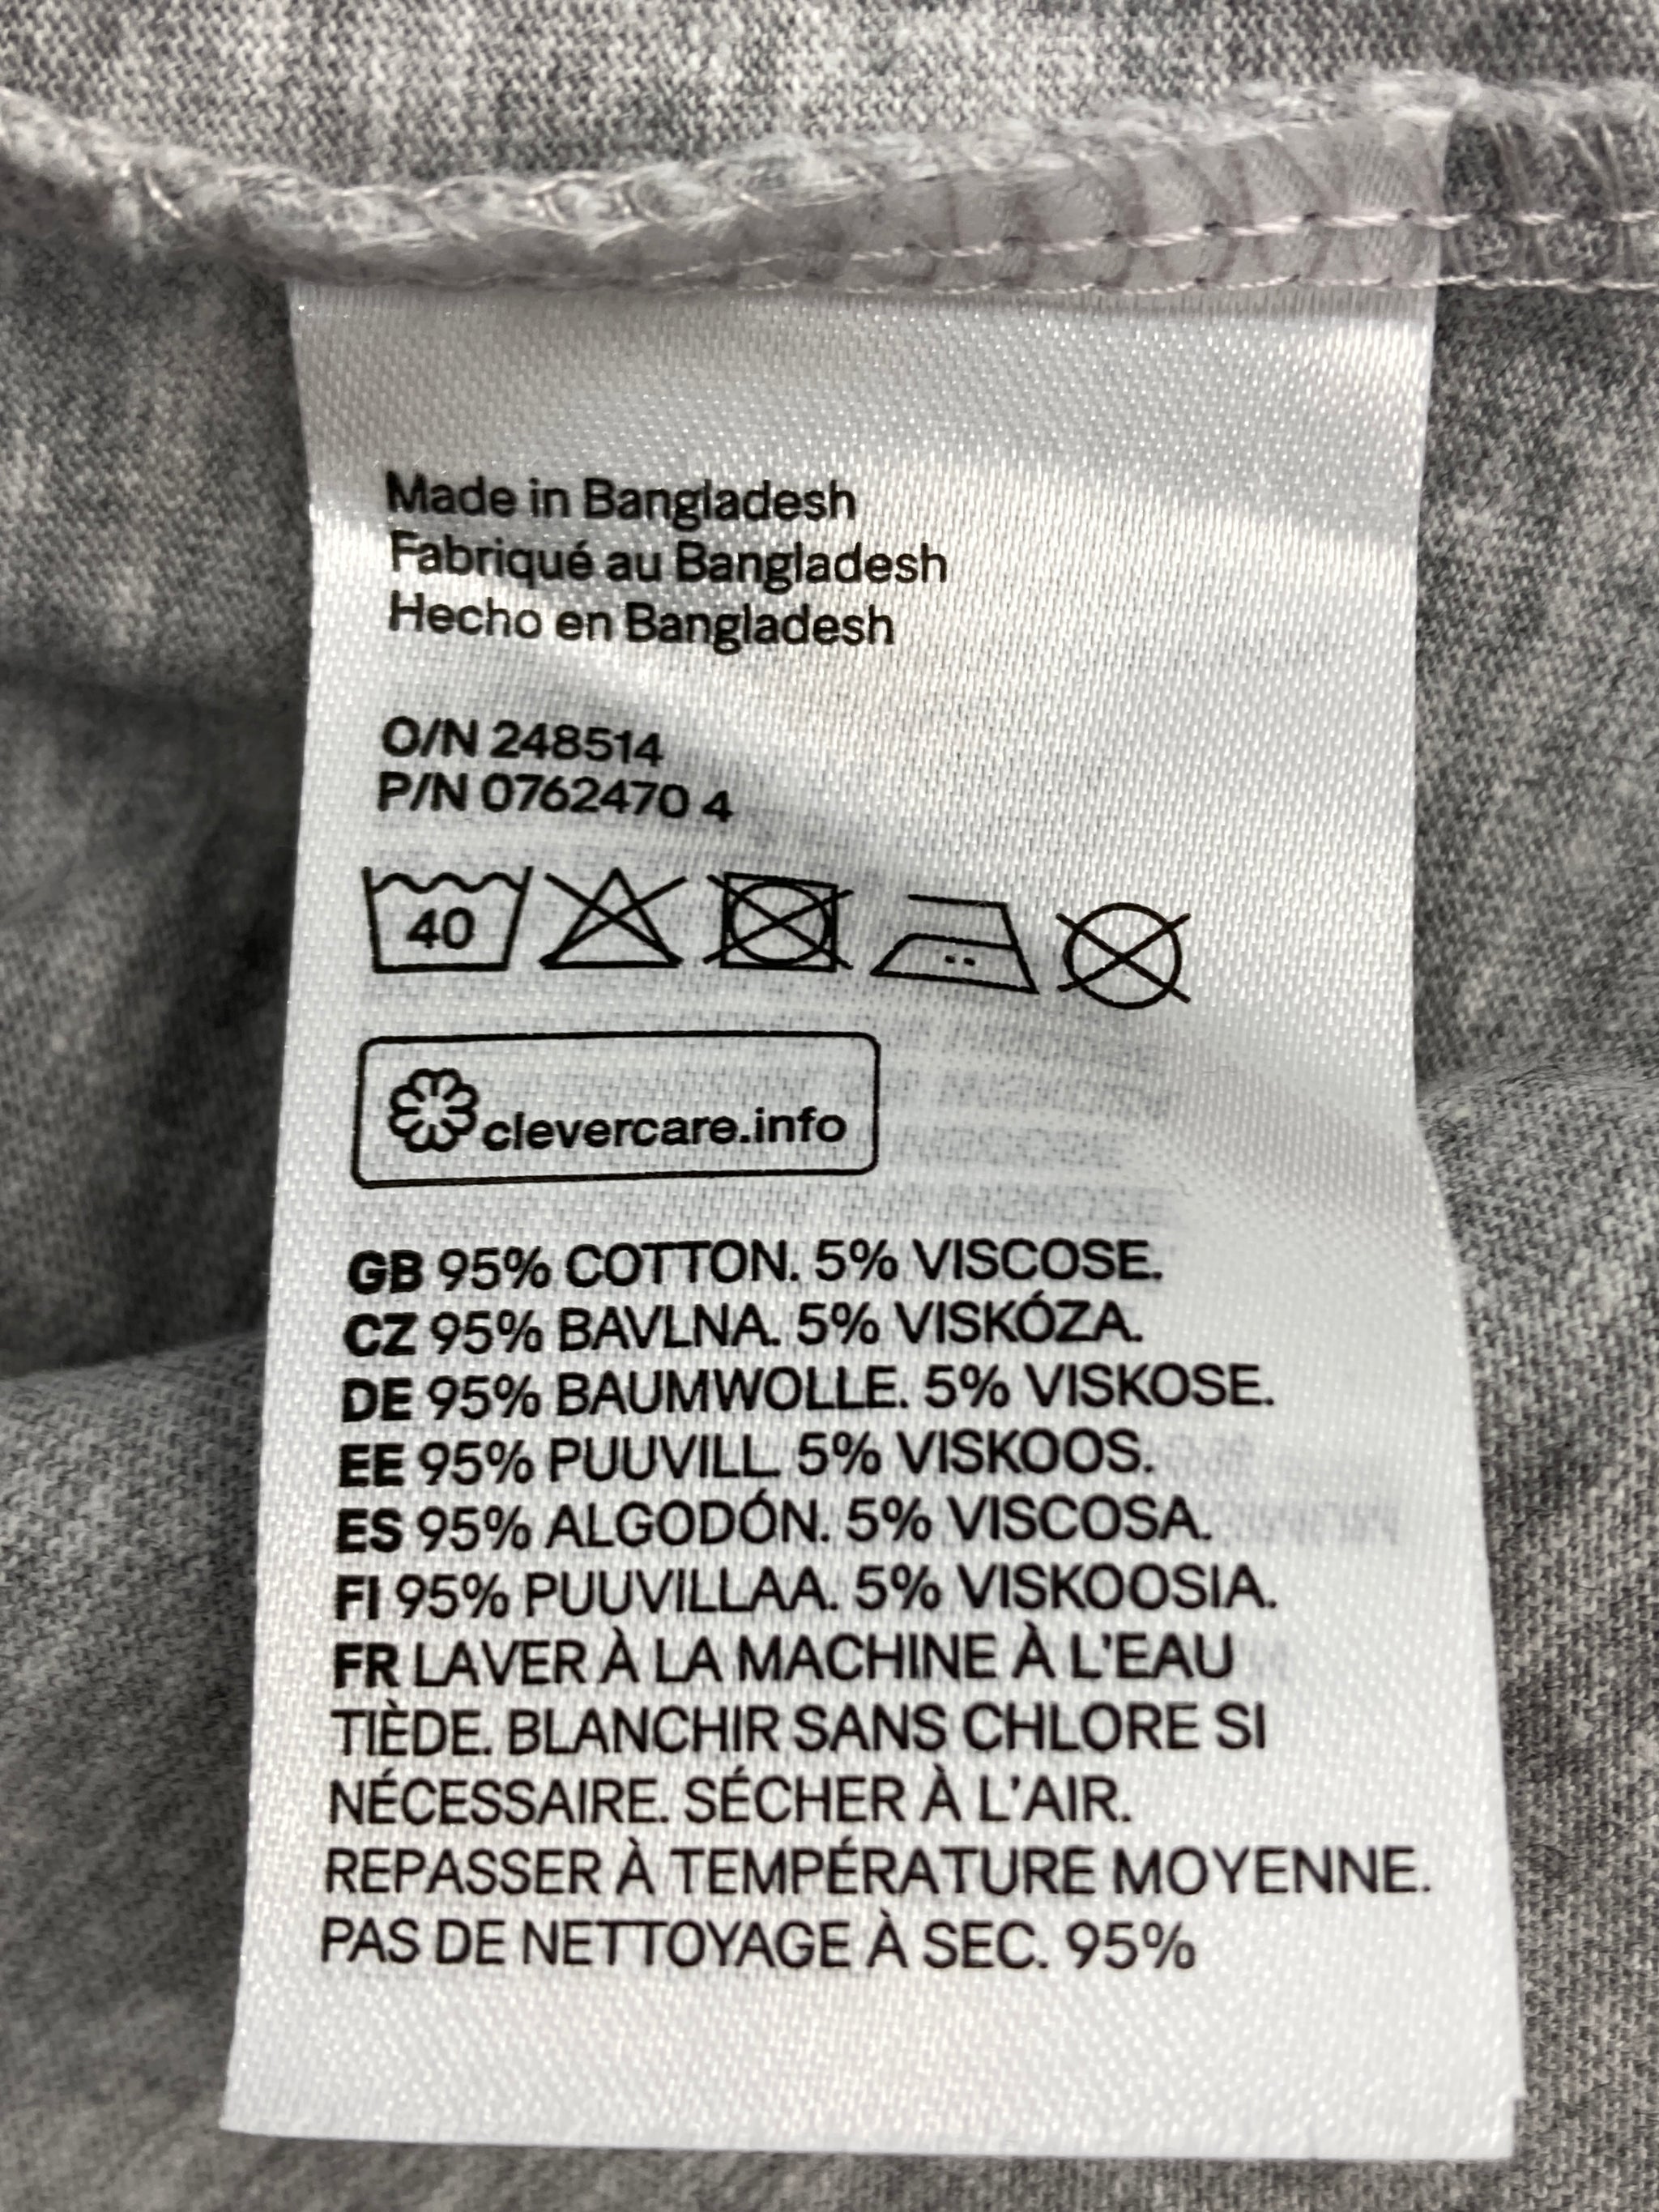 Made in Bangladesh
Fabriqué au Bangladesh
Hecho en Bangladesh
O/N 248514
P/N 0762470 4
40
clevercare.info
GB 95% COTTON. 5% VISCOSE.
CZ 95% BAVLNA. 5% VISKÓZA.
DE 95% BAUMWOLLE. 5% VISKOSE.
EE 95% PUUVILL. 5% VISKOOS.
ES 95% ALGODÓN. 5% VISCOSA.
FI 95% PUUVILLAA. 5% VISKOOSIA.
FR LAVER À LA MACHINE À L'EAU
TIÈDE. BLANCHIR SANS CHLORE SI
NÉCESSAIRE. SÉCHER À L'AIR.
REPASSER À TEMPÉRATURE MOYENNE.
PAS DE NETTOYAGE À SEC. 95%